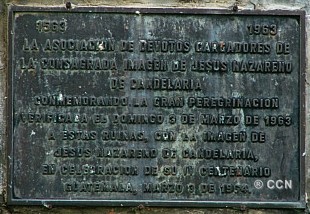 1563 1963
LA ASOCIACION DE DEVOTOS CARGADORES DE
LA CONSAGRADA IMAGEN DE JESUS NAZARENO
DE CANDELARIA
CONMEMORANDO LA GRAN PEREGRINACION
VERIFICADA EL DOMINGO 3 DE MARZO DE 1963
A ESTAS RUINAS, CON LA IMAGEN DE
JESUS NAZARENO DE CANDELARIA,
EN CELEBRACION DE SU IV CENTENARIO
GUATEMALA, MARZO 3 DE 1964.
® CCN